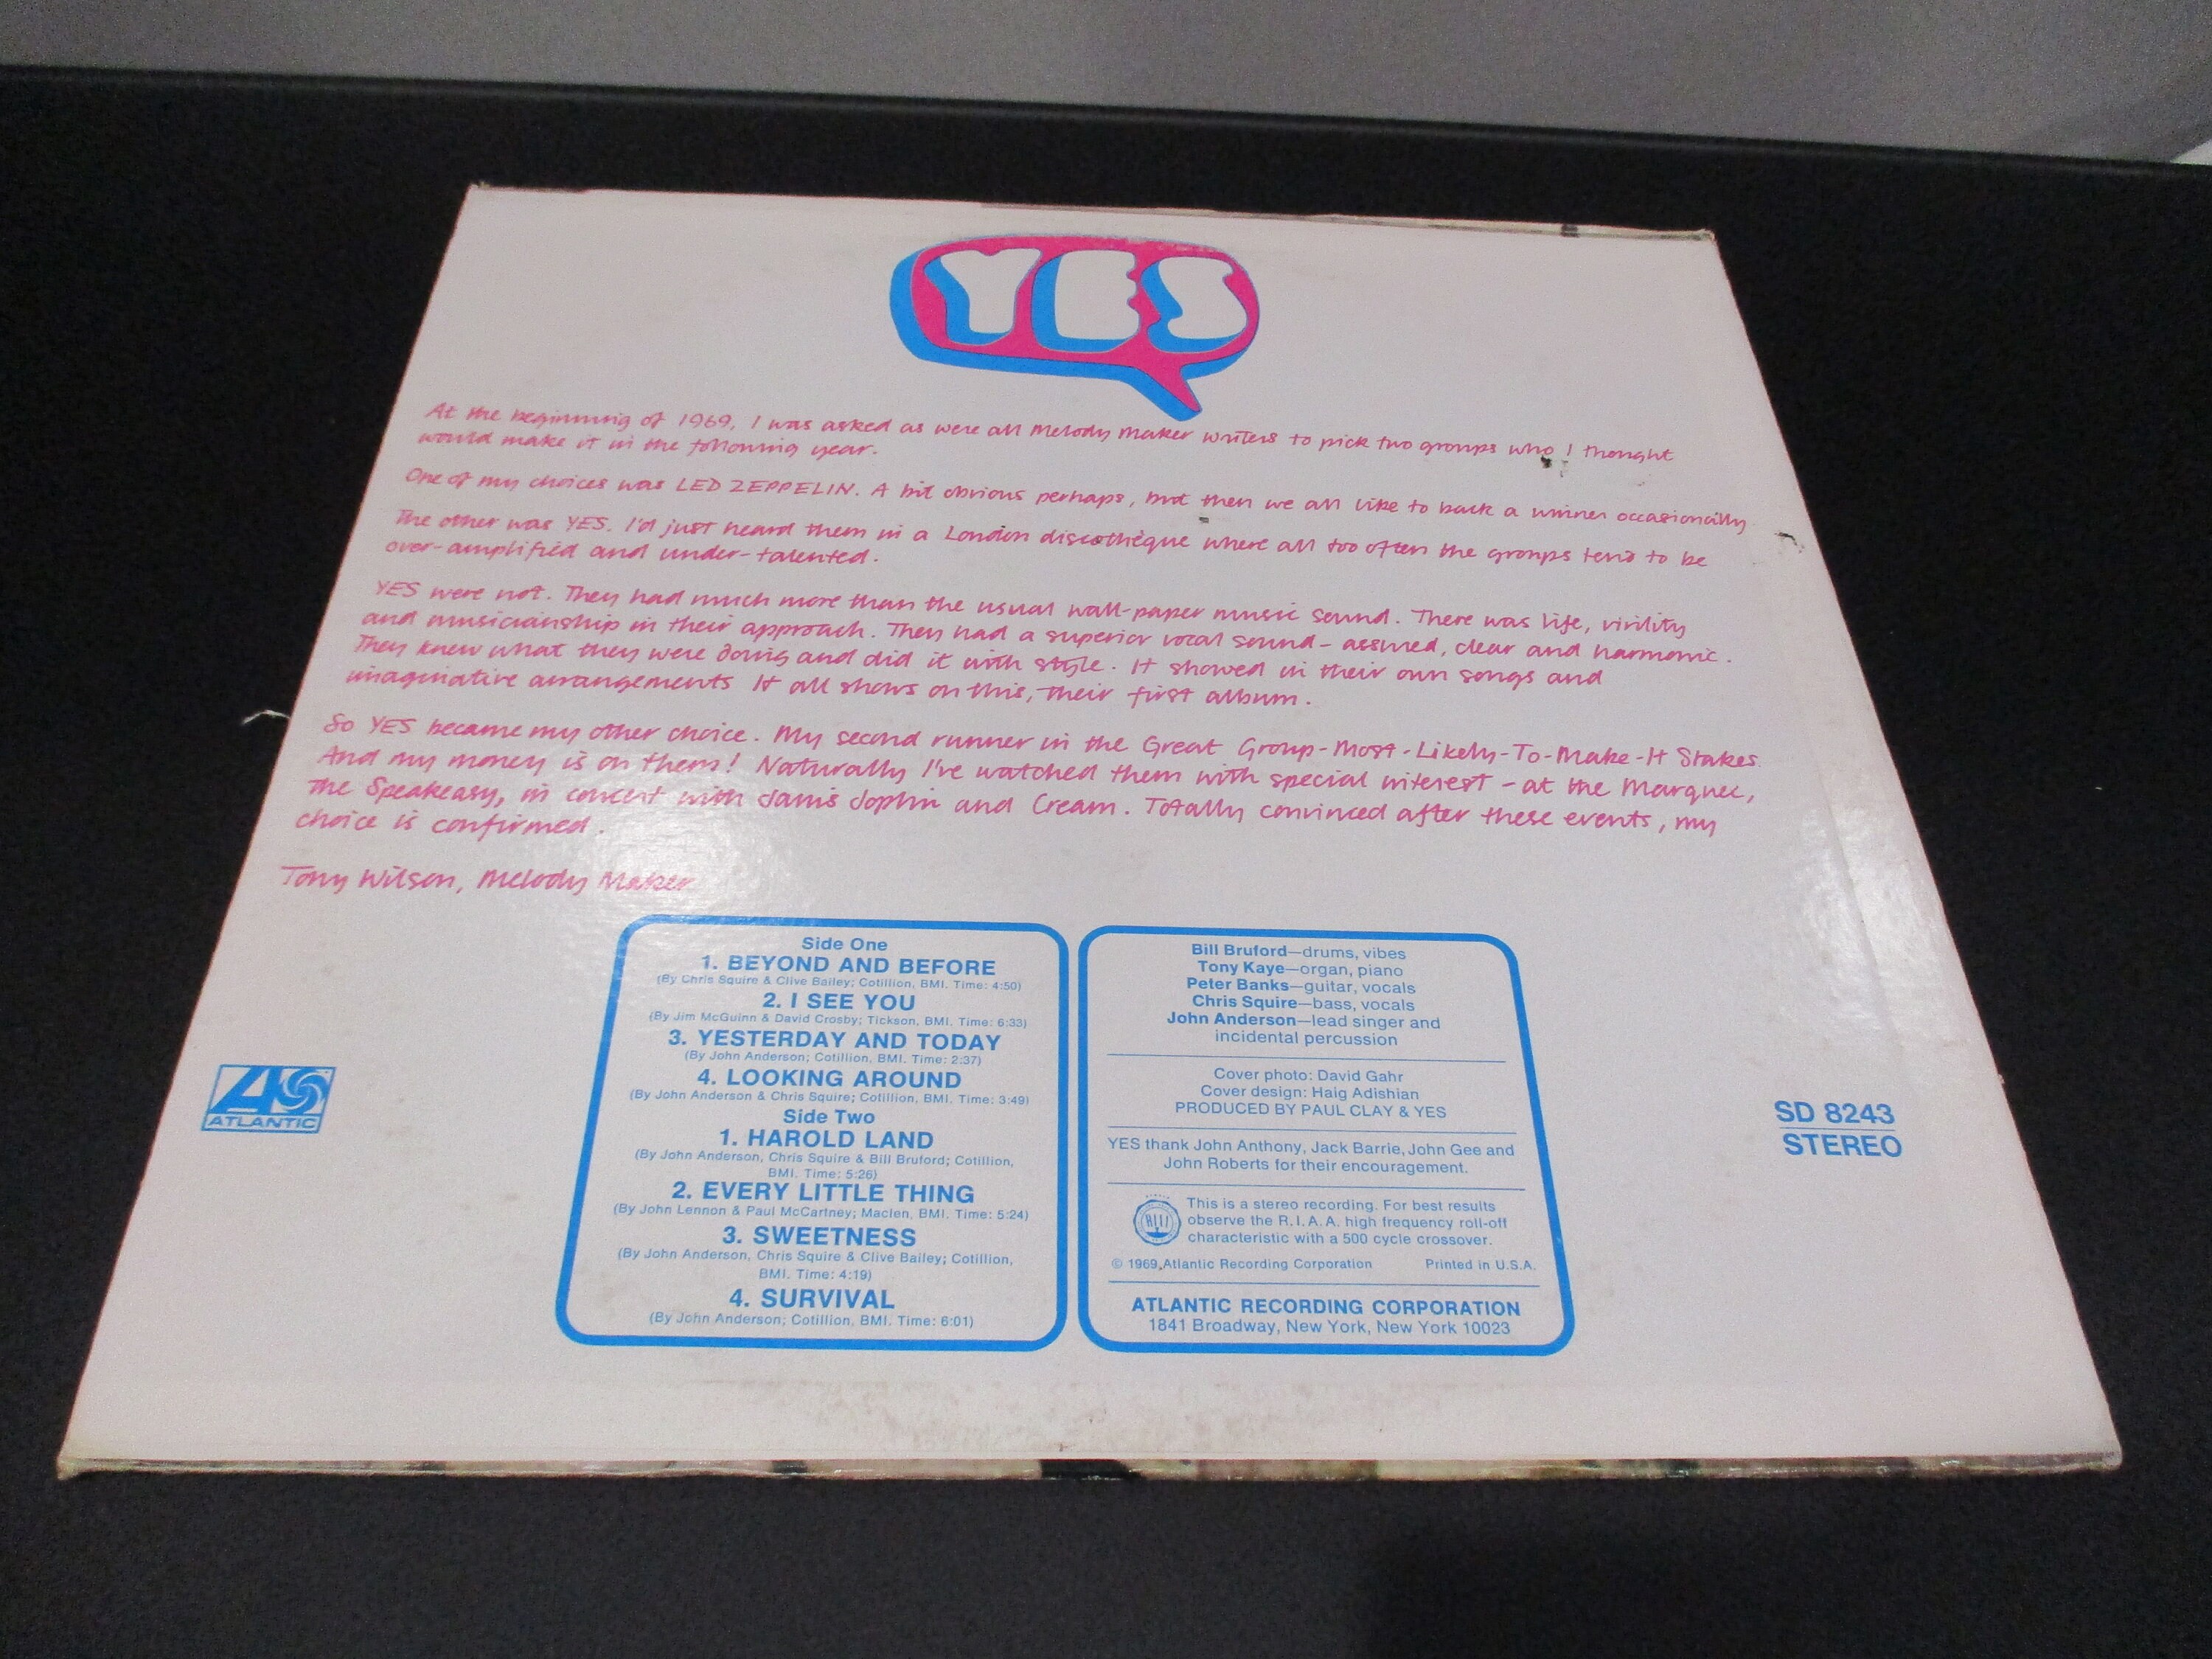 YES
At the beginning of 1969, I was asked as were all Melody Maker writers to pick two groups who I thought
would make it in the following year.
One of my choices was LED ZEPPELIN. A bit obvious perhaps, but then we all like to back a winner occasionally
The other was YES. I'd just heard them in a London discothèque where all too often the groups tend to be
over-amplified and under-talented.
YES were not. They had much more than the usual wall-paper music sound. There was life, virility
and musicianship in their approach. They had a superior vocal sound - assured, clear and harmonic.
They knew what they were doing and did it with style. It showed in their own songs and
imaginative arrangements It all shows on this, their first album.
So YES became my other choice. My second runner in the Great Group-Most-Likely-To-Make-It Stakes.
And my money is on them! Naturally I've watched them with special interest - at the Marquee,
the Speakeasy, in concert with Janis Joplin and Cream. Totally convinced after these events, my
choice is confirmed.
Tony Wilson, Melody Maker
Side One
1. BEYOND AND BEFORE
(By Chris Squire & Clive Bailey; Cotillion, BMI. Time: 4:50)
2. I SEE YOU
(By Jim McGuinn & David Crosby; Tickson, BMI. Time: 6:33)
3. YESTERDAY AND TODAY
(By John Anderson; Cotillion, BMI. Time: 2:37)
4. LOOKING AROUND
(By John Anderson & Chris Squire; Cotillion, BMI. Time: 3:49)
Side Two
1. HAROLD LAND
(By John Anderson, Chris Squire & Bill Bruford; Cotillion,
BMI. Time: 5:26)
2. EVERY LITTLE THING
(By John Lennon & Paul McCartney; Maclen, BMI. Time: 5:24)
3. SWEETNESS
(By John Anderson, Chris Squire & Clive Bailey; Cotillion,
BMI. Time: 4:19)
4. SURVIVAL
(By John Anderson; Cotillion, BMI. Time: 6:01)
Bill Bruford—drums, vibes
Tony Kaye—organ, piano
Peter Banks—guitar, vocals
Chris Squire—bass, vocals
John Anderson—lead singer and
incidental percussion
Cover photo: David Gahr
Cover design: Haig Adishian
PRODUCED BY PAUL CLAY & YES
YES thank John Anthony, Jack Barrie, John Gee and
John Roberts for their encouragement.
This is a stereo recording. For best results
observe the R.I.A.A. high frequency roll-off
characteristic with a 500 cycle crossover.
© 1969 Atlantic Recording Corporation Printed in U.S.A.
ATLANTIC RECORDING CORPORATION
1841 Broadway, New York, New York 10023
ATLANTIC
SD 8243
STEREO